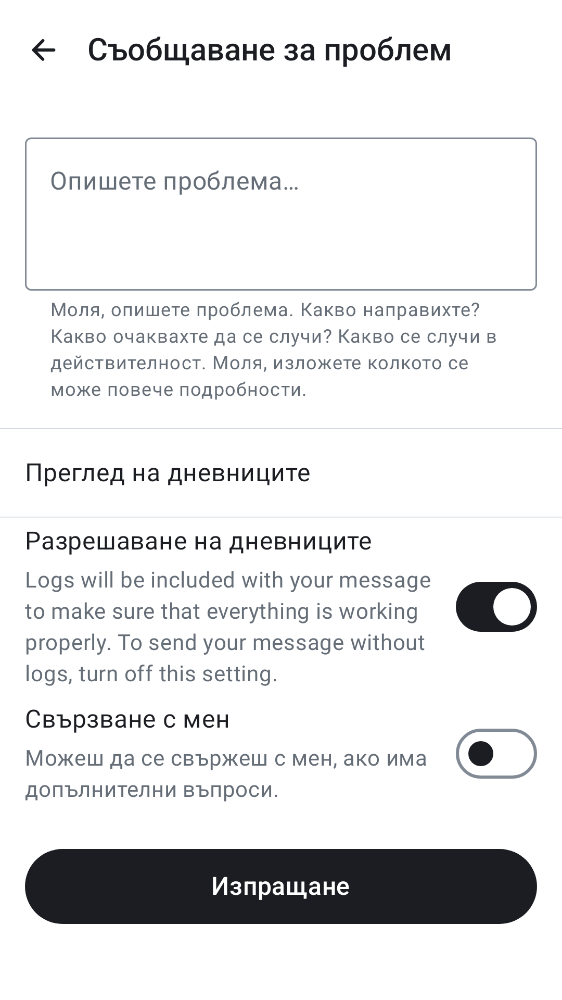 Съобщаване за проблем
Опишете проблема…
Моля, опишете проблема. Какво направихте?
Какво очаквахте да се случи? Какво се случи в
действителност. Моля, изложете колкото се
може повече подробности.
Преглед на дневниците
Разрешаване на дневниците
Logs will be included with your message
to make sure that everything is working
properly. To send your message without
logs, turn off this setting.
Свързване с мен
Можеш да се свържеш с мен, ако има
допълнителни въпроси.
Изпращане